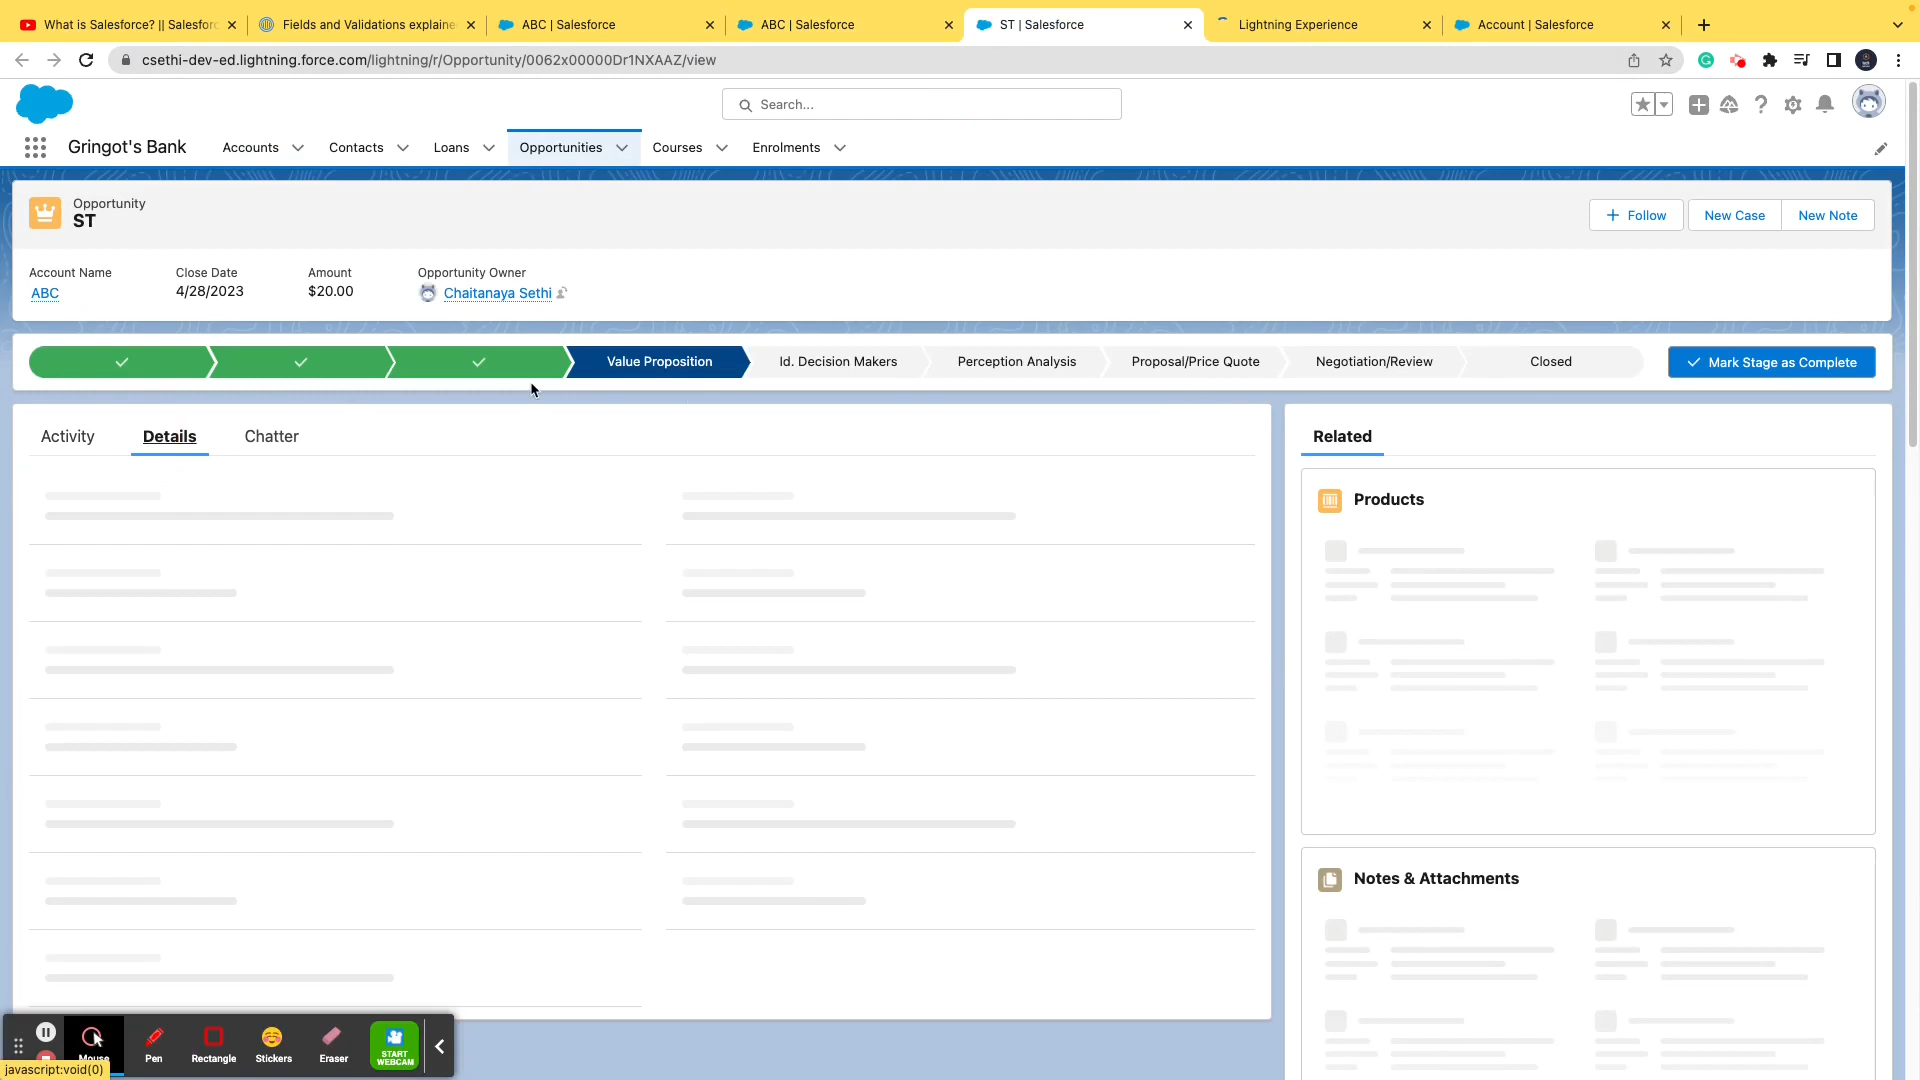 What is Salesforce? || Salesforc
Fields and Validations explaine
ABC | Salesforce
ABC | Salesforce
ST | Salesforce
Lightning Experience
Account | Salesforce
csethi-dev-ed.lightning.force.com/lightning/r/Opportunity/0062x00000Dr1NXAAZ/view
Search...
Gringot's Bank
Accounts
Contacts
Loans
Opportunities
Courses
Enrolments
Opportunity
ST
Follow
New Case
New Note
Account Name
Close Date
Amount
Opportunity Owner
ABC
4/28/2023
$20.00
Chaitanaya Sethi
Value Proposition
Id. Decision Makers
Perception Analysis
Proposal/Price Quote
Negotiation/Review
Closed
Mark Stage as Complete
Activity
Details
Chatter
Related
Products
Notes & Attachments
Mouse
Pen
Rectangle
Stickers
Eraser
START
WEBCAM
javascript:void(0)